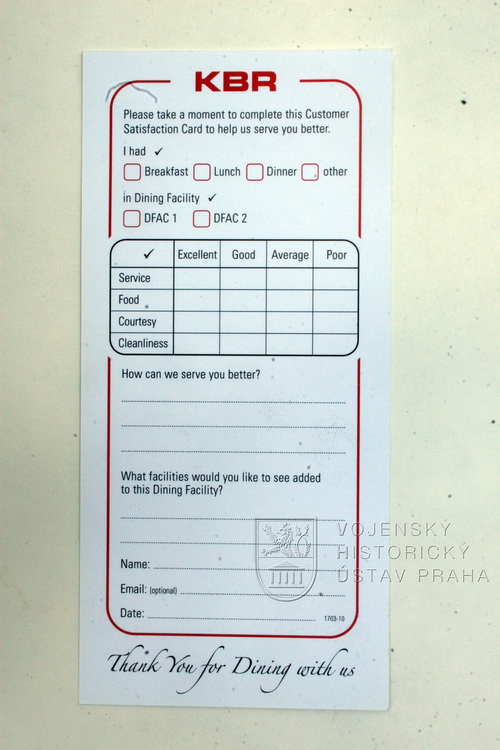 KBR
Please take a moment to complete this Customer
Satisfaction Card to help us serve you better.
I had ✓
Breakfast Lunch Dinner other
in Dining Facility ✓
DFAC 1 DFAC 2
✓ Excellent Good Average Poor
Service
Food
Courtesy
Cleanliness
How can we serve you better?
What facilities would you like to see added
to this Dining Facility?
Name:
Email: (optional)
Date:
1703-10
Thank You for Dining with us
VOJENSKÝ
HISTORICKÝ
ÚSTAV PRAHA